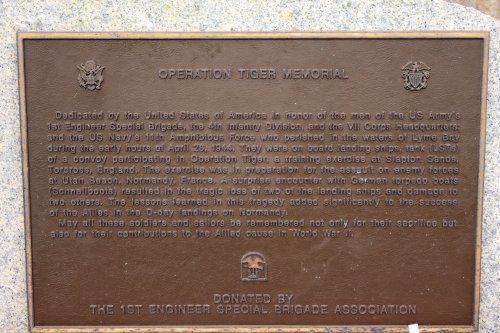 OPERATION TIGER MEMORIAL
Dedicated by the United States of America in honor of the men of the US Army's
1st Engineer Special Brigade, the 4th Infantry Division, and the VII Corps Headquarters;
and the US Navy's 11th Amphibious Force who perished in the waters of Lyme Bay
during the early hours of April 28, 1944. They were on board landing ships, tank (LSTs)
of a convoy participating in Operation Tiger, a training exercise at Slapton Sands,
Torcross, England. The exercise was in preparation for the assault on enemy forces
at Utah Beach, Normandy, France. A surprise encounter with German torpedo boats
(Schnellboots) resulted in the tragic loss of two of the landing ships and damage to
two others. The lessons learned in this tragedy added significantly to the success
of the Allies in the D-day landings on Normandy.
May all these soldiers and sailors be remembered not only for their sacrifice but
also for their contributions to the Allied cause in World War II.
DONATED BY
THE 1ST ENGINEER SPECIAL BRIGADE ASSOCIATION